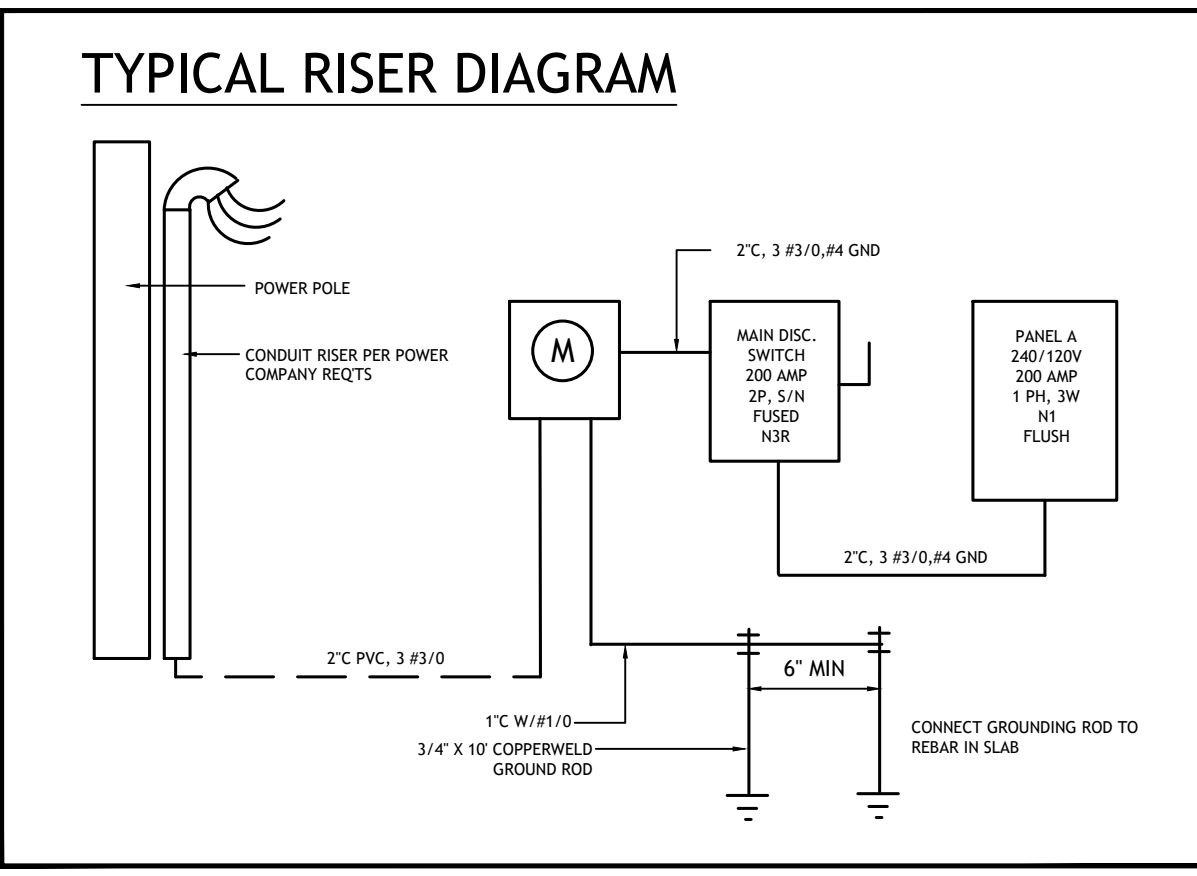 TYPICAL RISER DIAGRAM
2"C, 3 #3/0,#4 GND
POWER POLE
CONDUIT RISER PER POWER
COMPANY REQ'TS
M
MAIN DISC.
SWITCH
200 AMP
2P, S/N
FUSED
N3R
PANEL A
240/120V
200 AMP
1 PH, 3W
N1
FLUSH
2"C, 3 #3/0,#4 GND
2"C PVC, 3 #3/0
6" MIN
1"C W/#1/0
3/4" X 10' COPPERWELD
GROUND ROD
CONNECT GROUNDING ROD TO
REBAR IN SLAB